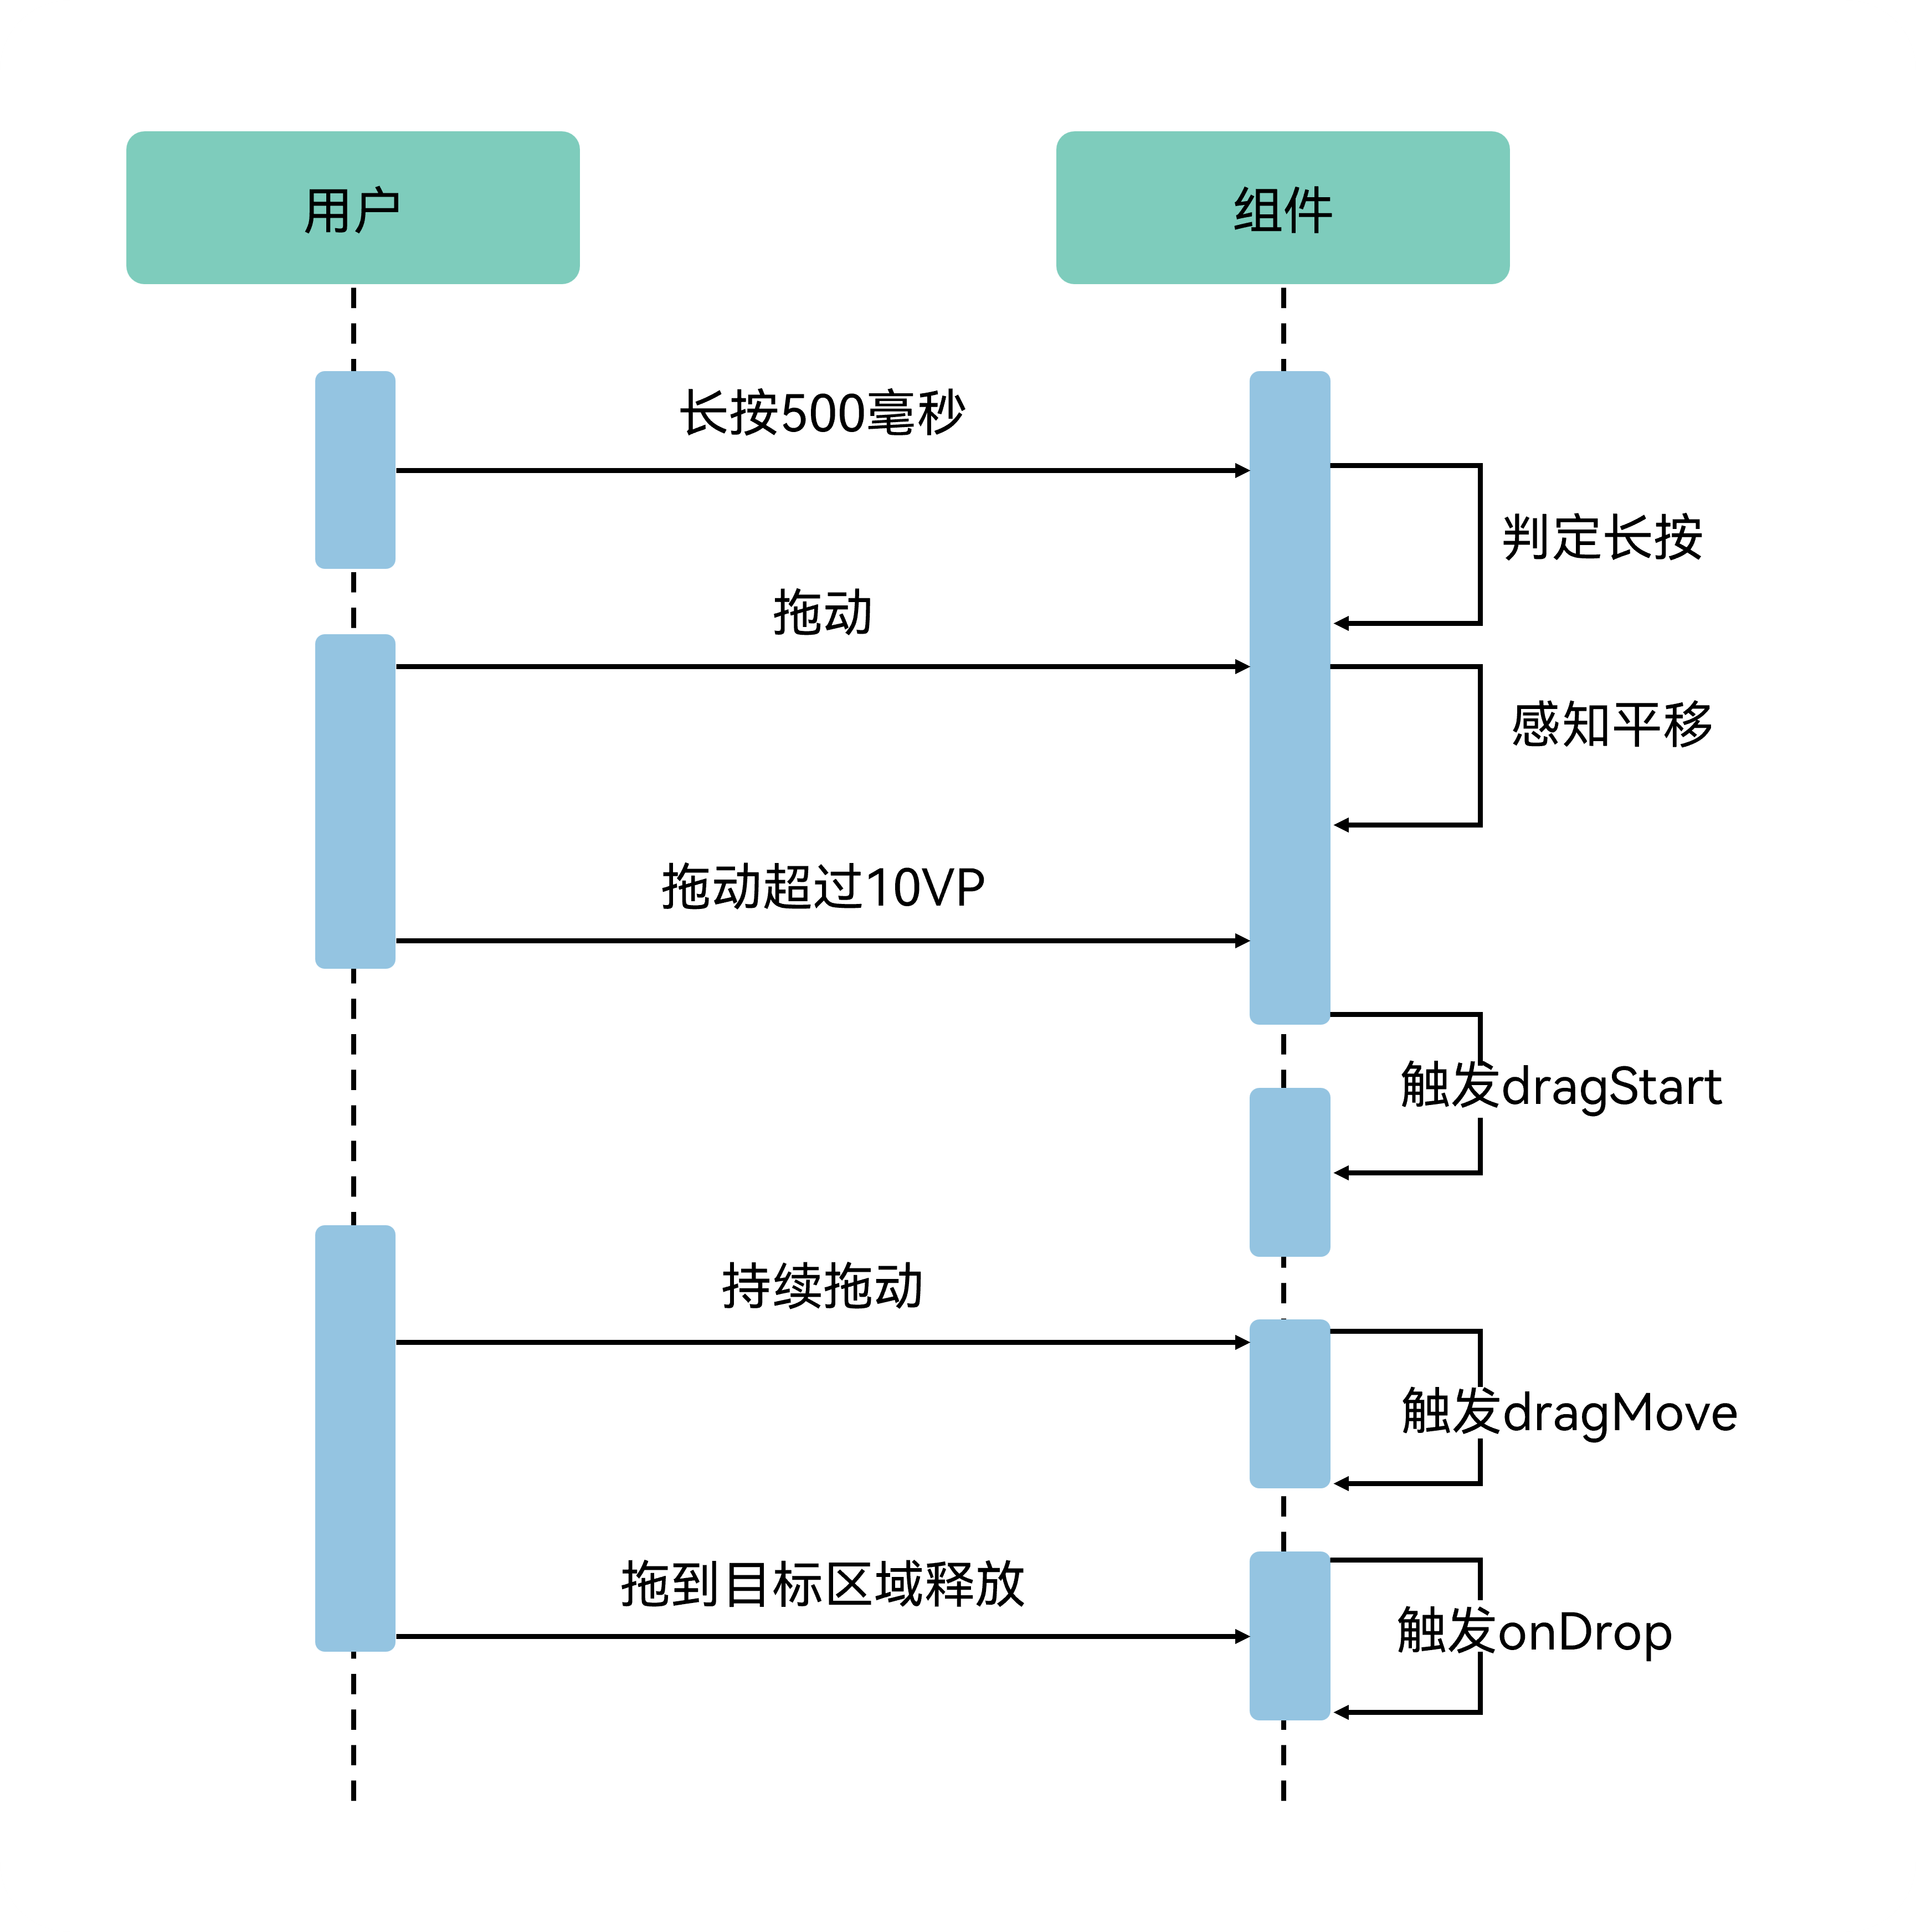 用户
组件
长按500毫秒
判定长按
拖动
感知平移
拖动超过10VP
触发dragStart
持续拖动
触发dragMove
拖到目标区域释放
触发onDrop